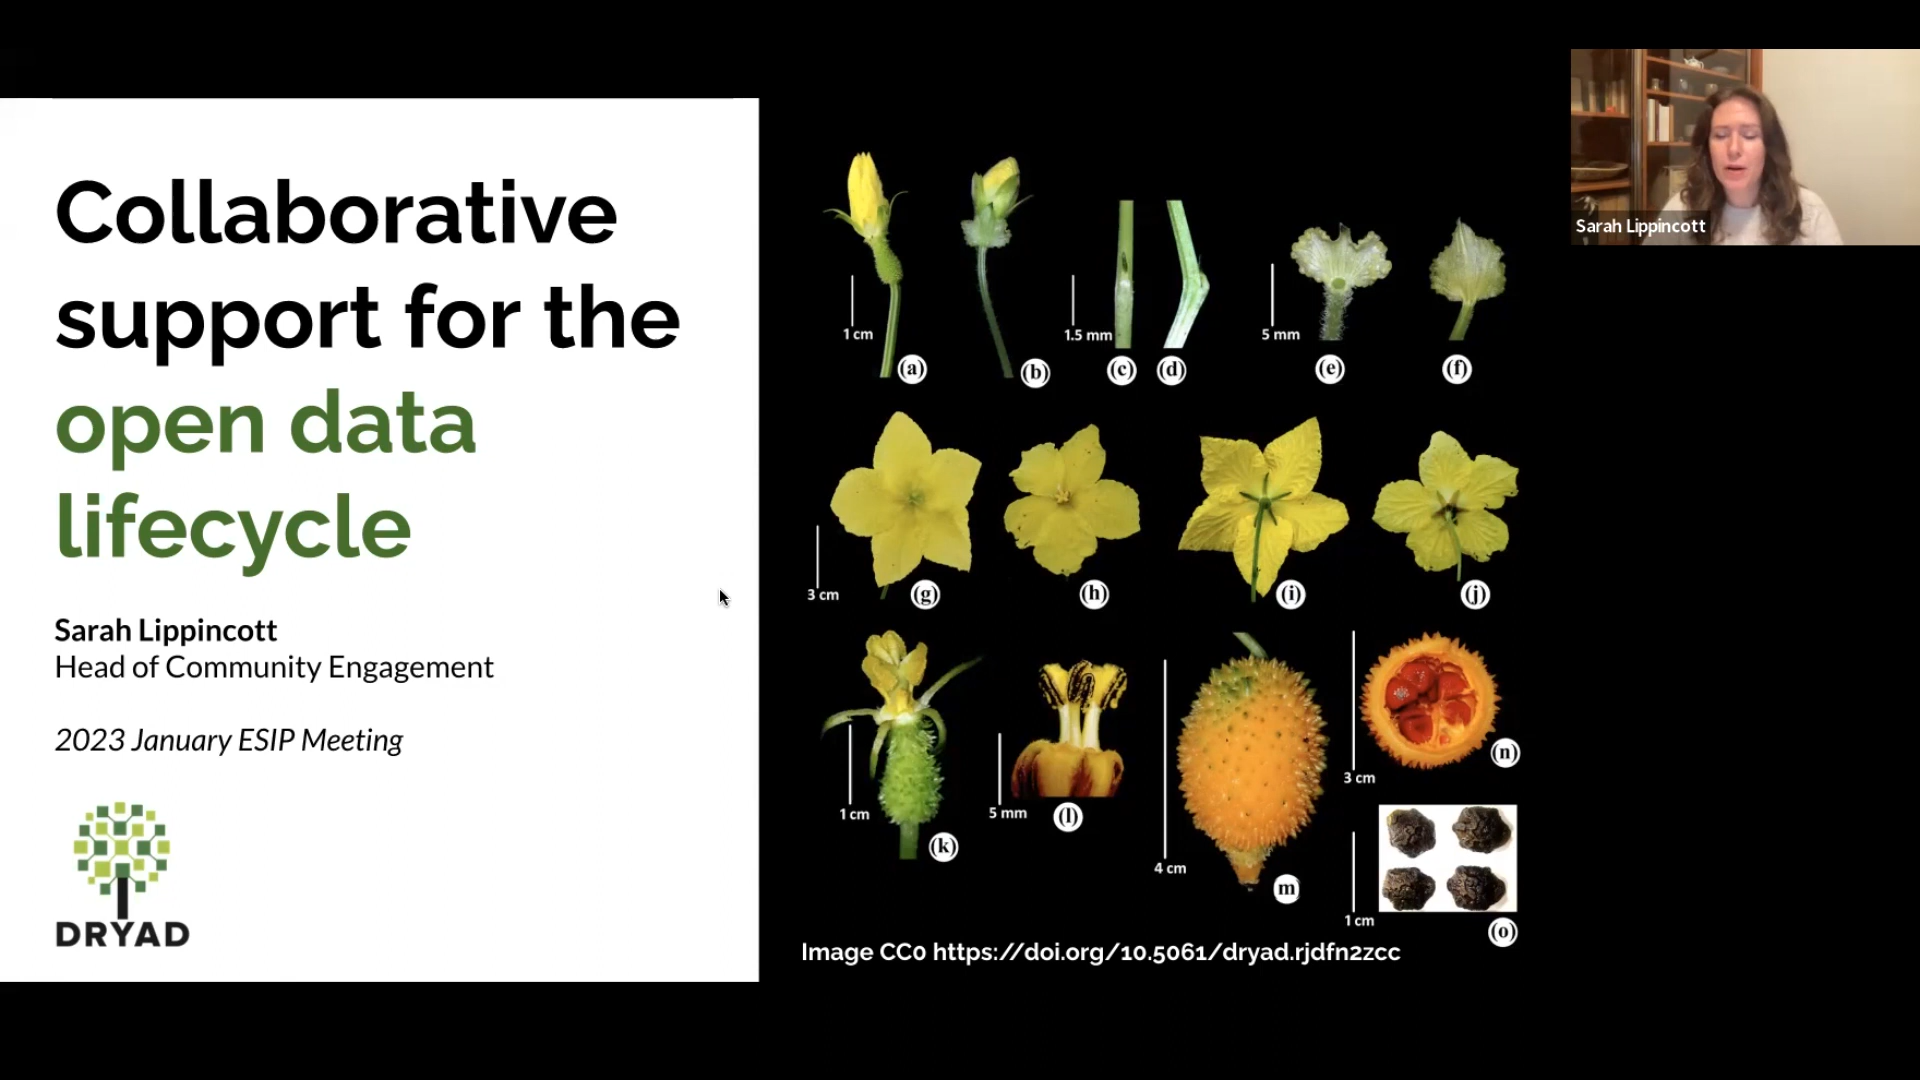 Collaborative
support for the
open data
lifecycle
Sarah Lippincott
Head of Community Engagement
2023 January ESIP Meeting
DRYAD
1 cm
(a)
(b)
1.5 mm
(c)
(d)
5 mm
(e)
(f)
3 cm
(g)
(h)
(i)
(j)
1 cm
(k)
5 mm
(l)
4 cm
m
3 cm
(n)
1 cm
(o)
Image CC0 https://doi.org/10.5061/dryad.rjdfn2zcc
Sarah Lippincott